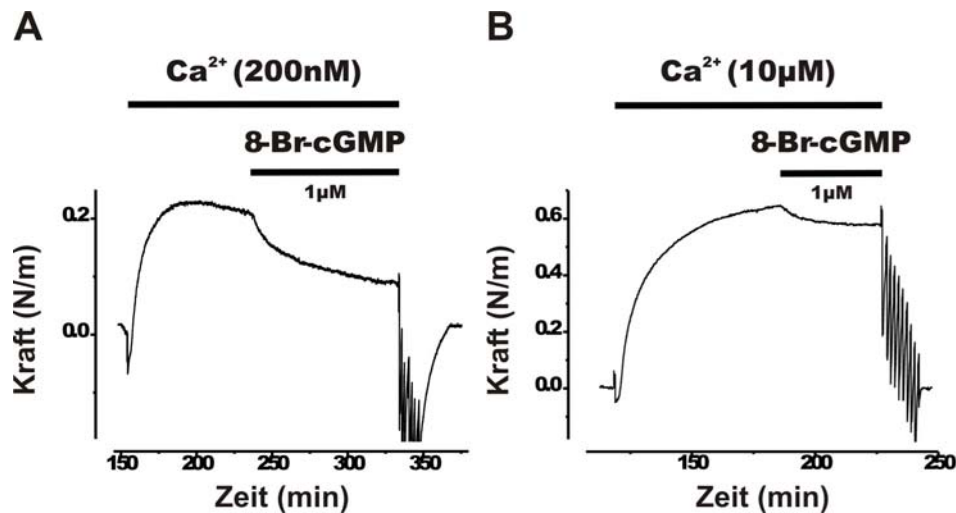 A
Ca²⁺ (200nM)
8-Br-cGMP
1µM
Kraft (N/m)
0.2
0.0
150 200 250 300 350
Zeit (min)
B
Ca²⁺ (10µM)
8-Br-cGMP
1µM
Kraft (N/m)
0.6
0.4
0.2
0.0
150 200 250
Zeit (min)